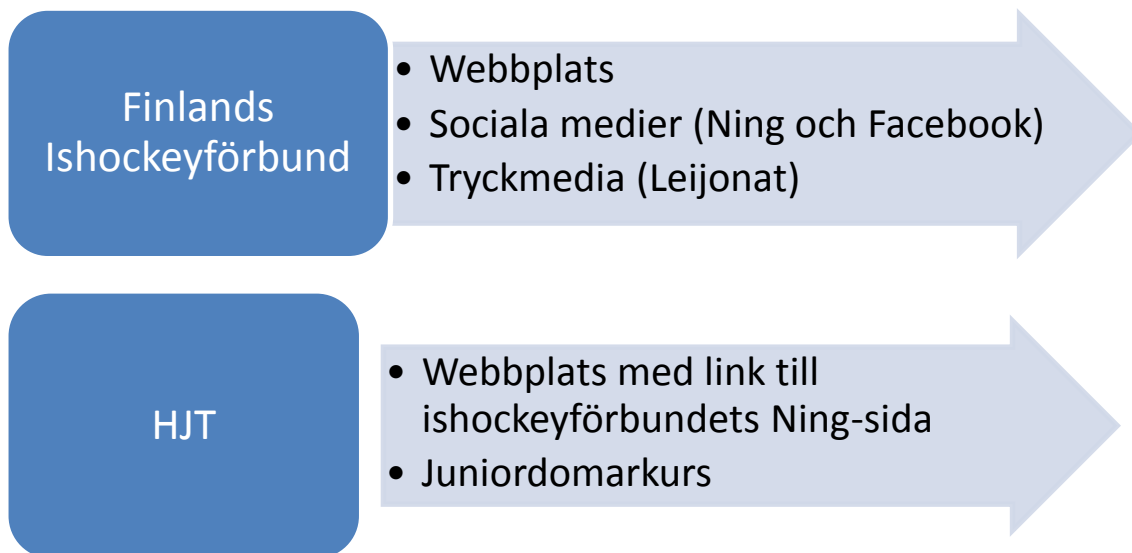 Finlands
Ishockeyförbund
• Webbplats
• Sociala medier (Ning och Facebook)
• Tryckmedia (Leijonat)
HJT
• Webbplats med link till
ishockeyförbundets Ning-sida
• Juniordomarkurs